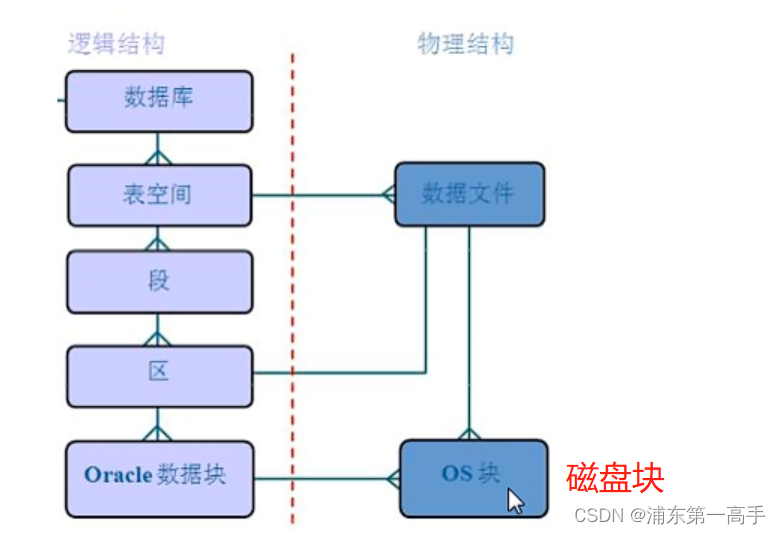 逻辑结构
物理结构
数据库
表空间
数据文件
段
区
Oracle 数据块
OS 块
磁盘块
CSDN @浦东第一高手